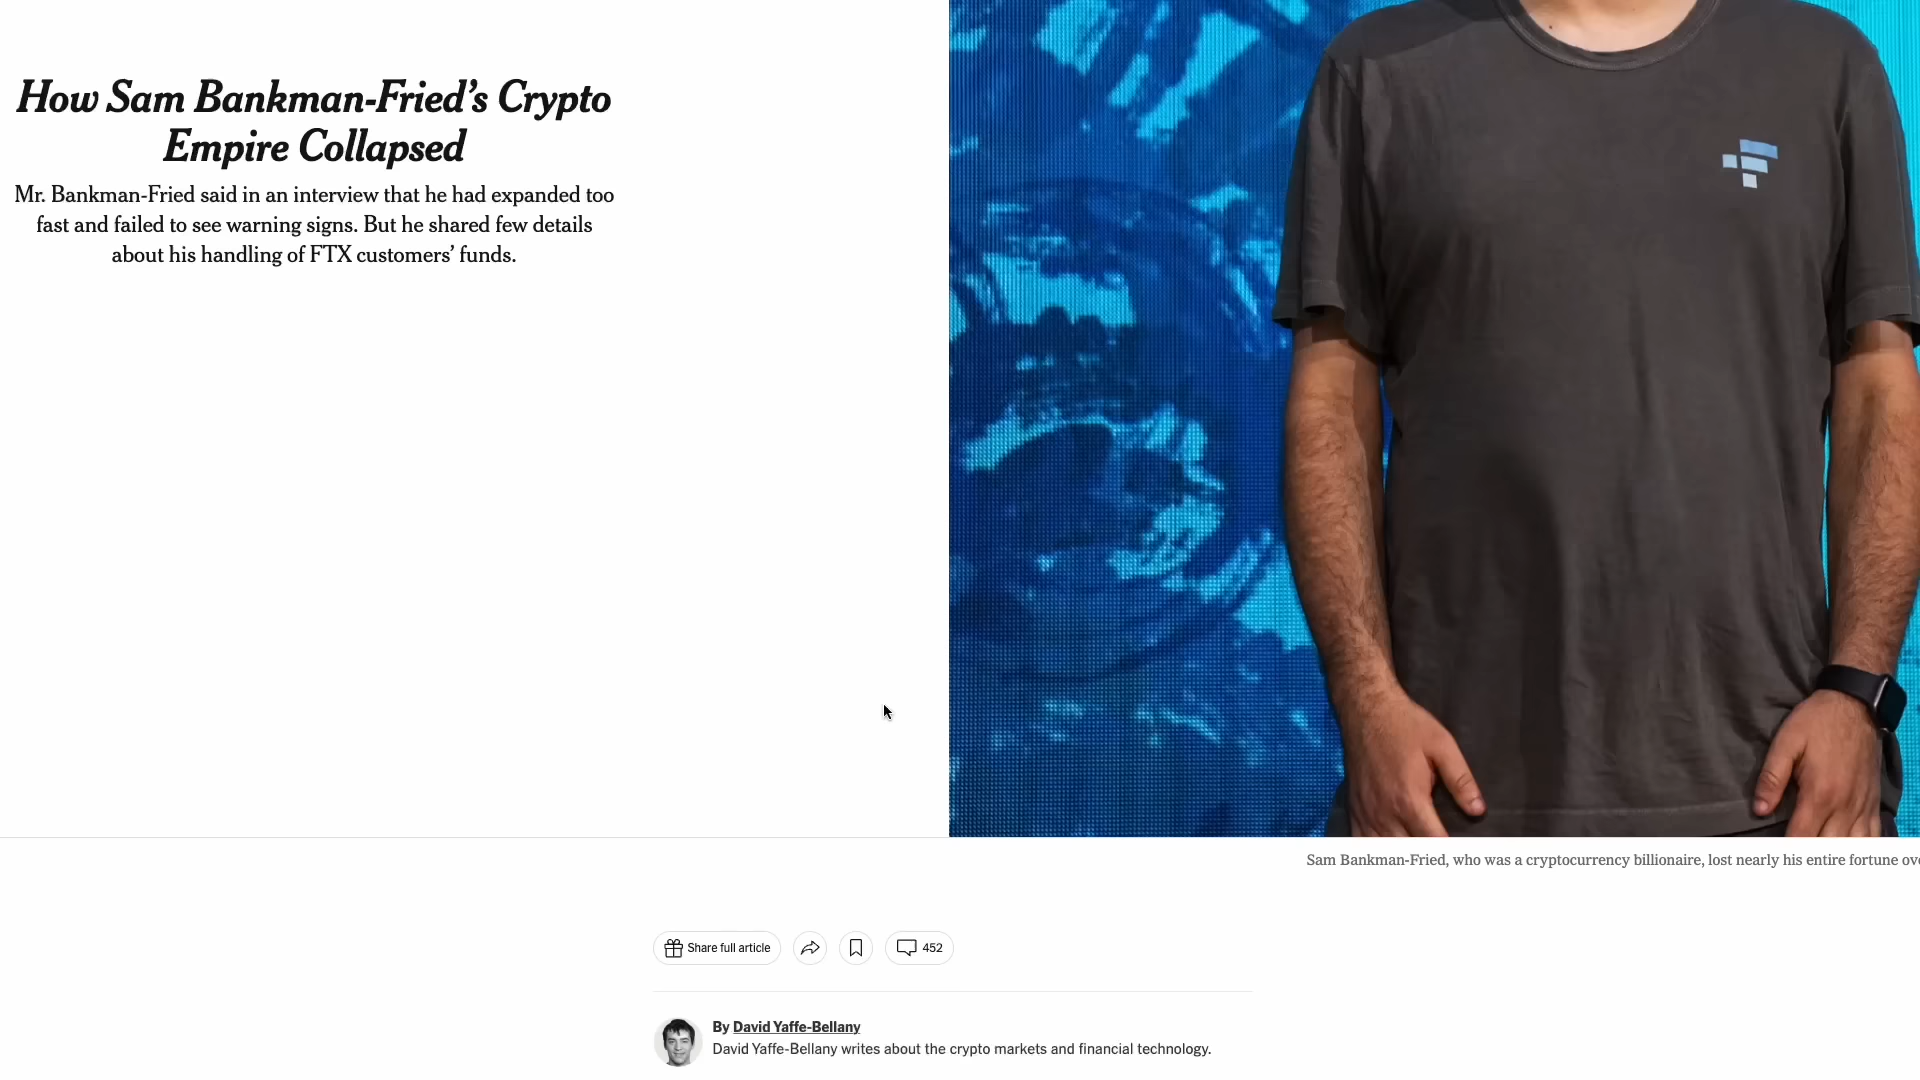 How Sam Bankman-Fried’s Crypto
Empire Collapsed
Mr. Bankman-Fried said in an interview that he had expanded too
fast and failed to see warning signs. But he shared few details
about his handling of FTX customers’ funds.
Sam Bankman-Fried, who was a cryptocurrency billionaire, lost nearly his entire fortune
Share full article
452
By David Yaffe-Bellany
David Yaffe-Bellany writes about the crypto markets and financial technology.